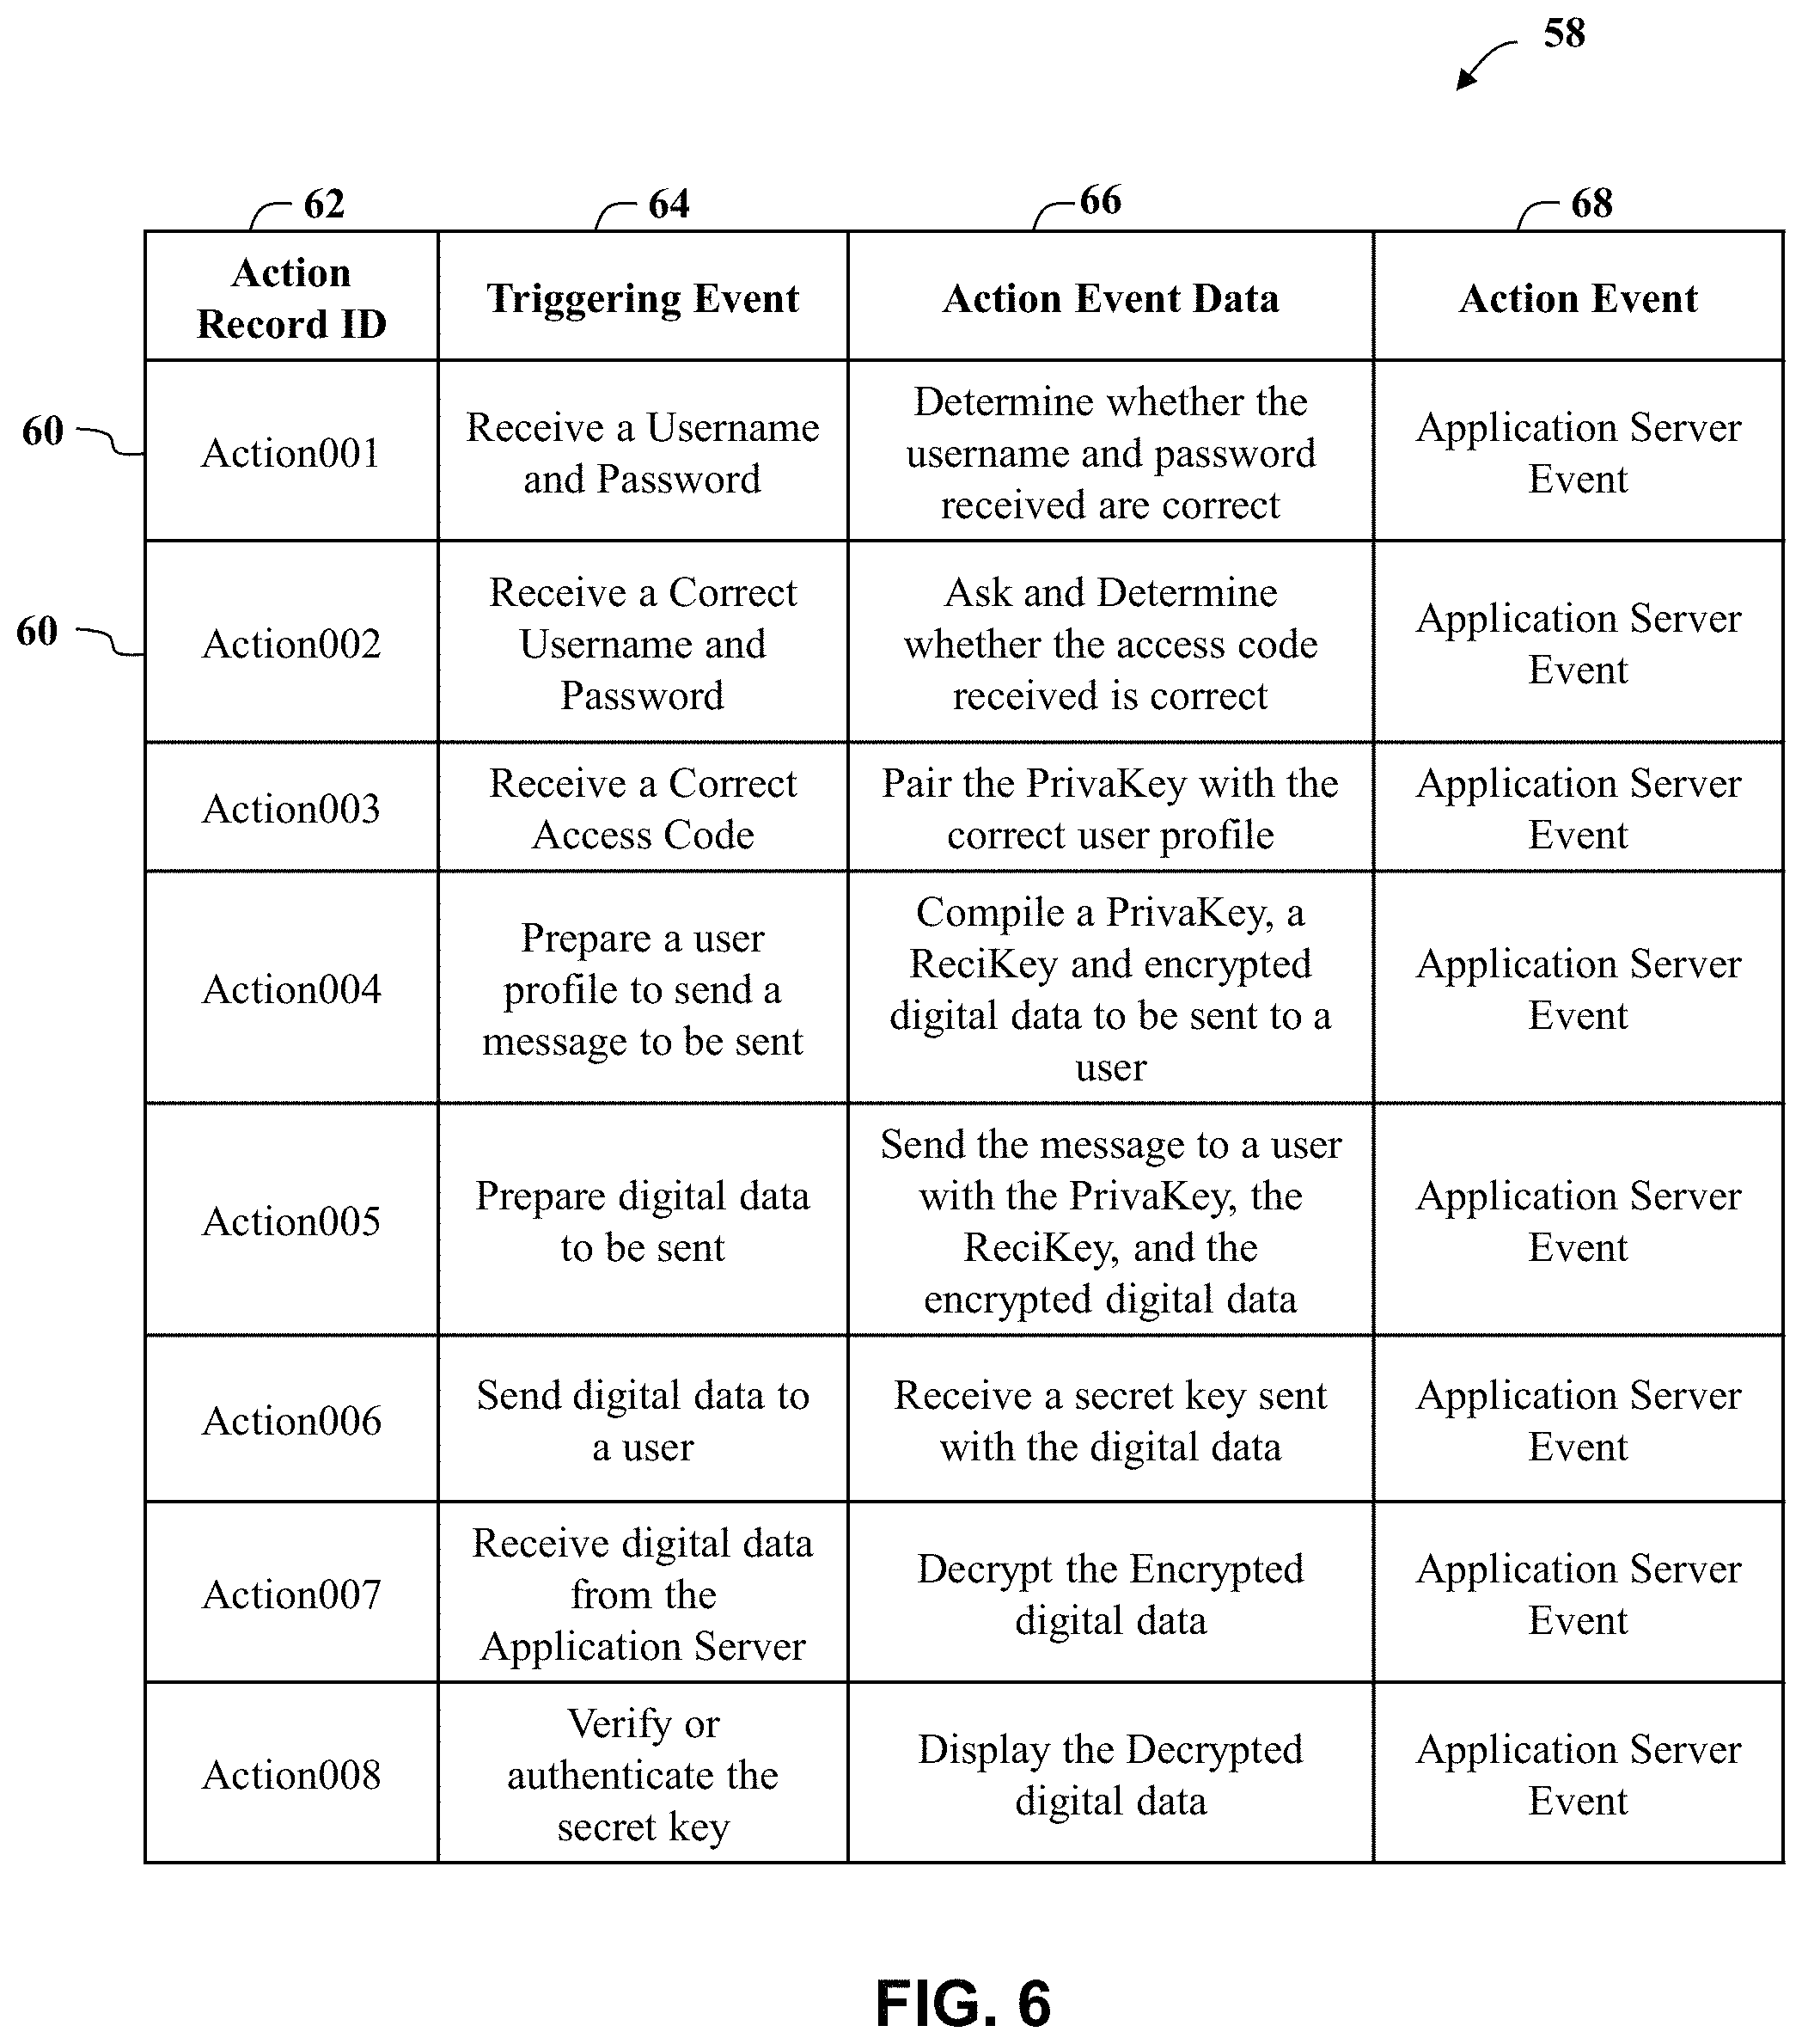 58
62
64
66
68
Action
Record ID
Triggering Event
Action Event Data
Action Event
60
Action001
Receive a Username
and Password
Determine whether the
username and password
received are correct
Application Server
Event
60
Action002
Receive a Correct
Username and
Password
Ask and Determine
whether the access code
received is correct
Application Server
Event
Action003
Receive a Correct
Access Code
Pair the PrivaKey with the
correct user profile
Application Server
Event
Action004
Prepare a user
profile to send a
message to be sent
Compile a PrivaKey, a
ReciKey and encrypted
digital data to be sent to a
user
Application Server
Event
Action005
Prepare digital data
to be sent
Send the message to a user
with the PrivaKey, the
ReciKey, and the
encrypted digital data
Application Server
Event
Action006
Send digital data to
a user
Receive a secret key sent
with the digital data
Application Server
Event
Action007
Receive digital data
from the
Application Server
Decrypt the Encrypted
digital data
Application Server
Event
Action008
Verify or
authenticate the
secret key
Display the Decrypted
digital data
Application Server
Event
FIG. 6